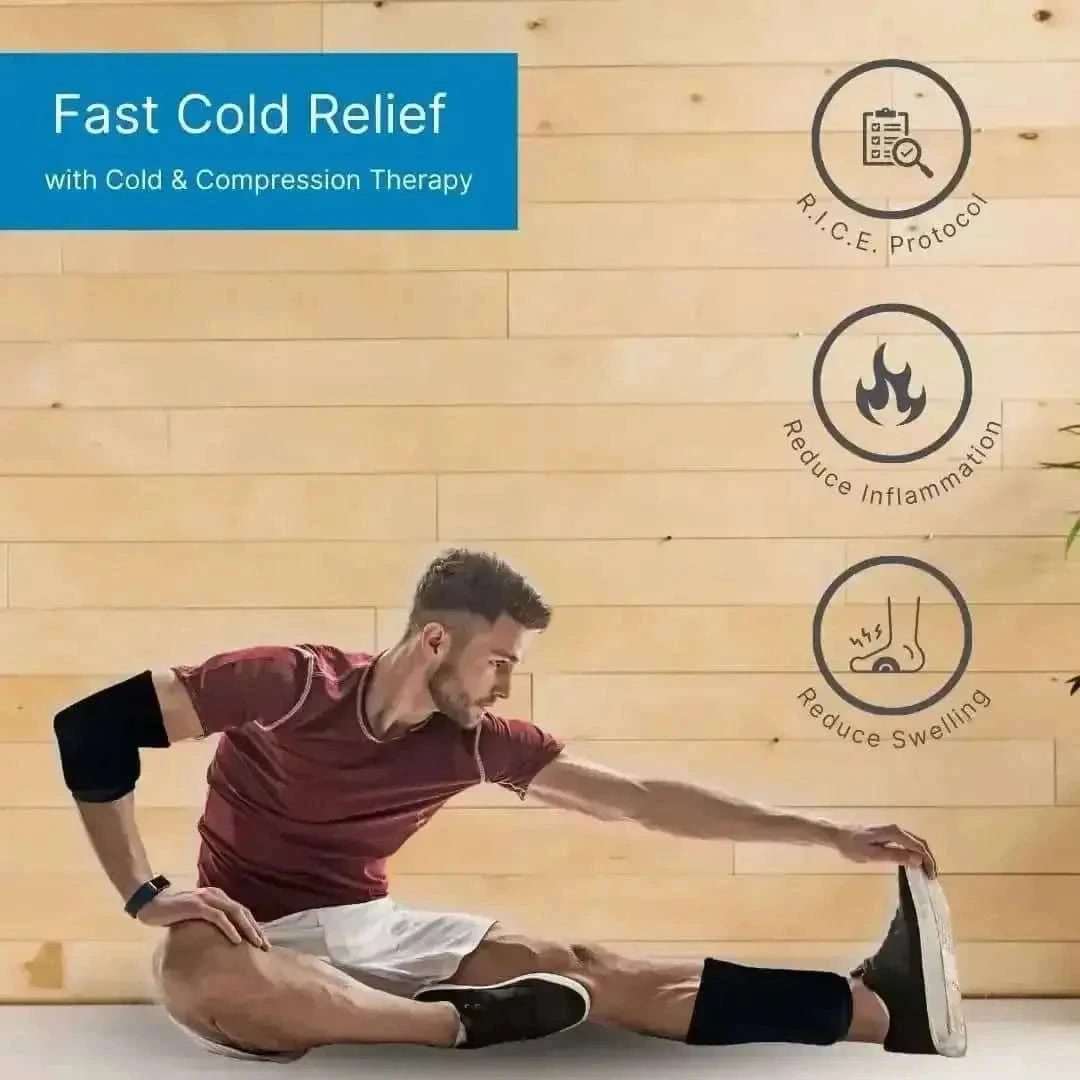 Fast Cold Relief
with Cold & Compression Therapy
R.I.C.E. Protocol
Reduce Inflammation
Reduce Swelling